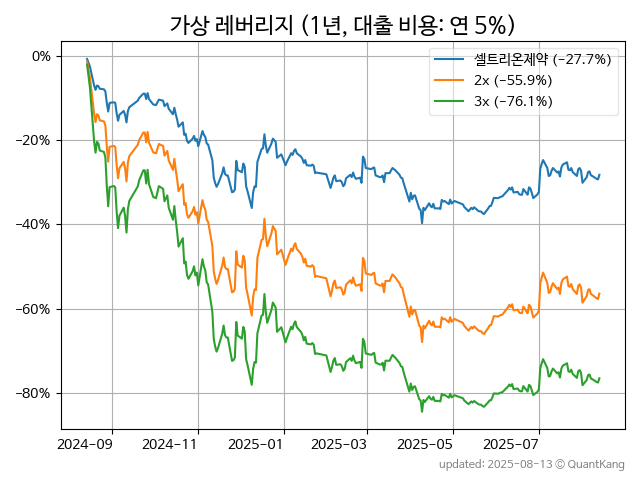 가상 레버리지 (1년, 대출 비용: 연 5%)
셀트리온제약 (−27.7%)
2x (−55.9%)
3x (−76.1%)
0%
−20%
−40%
−60%
−80%
2024-09 2024-11 2025-01 2025-03 2025-05 2025-07
updated: 2025-08-13 © QuantKang